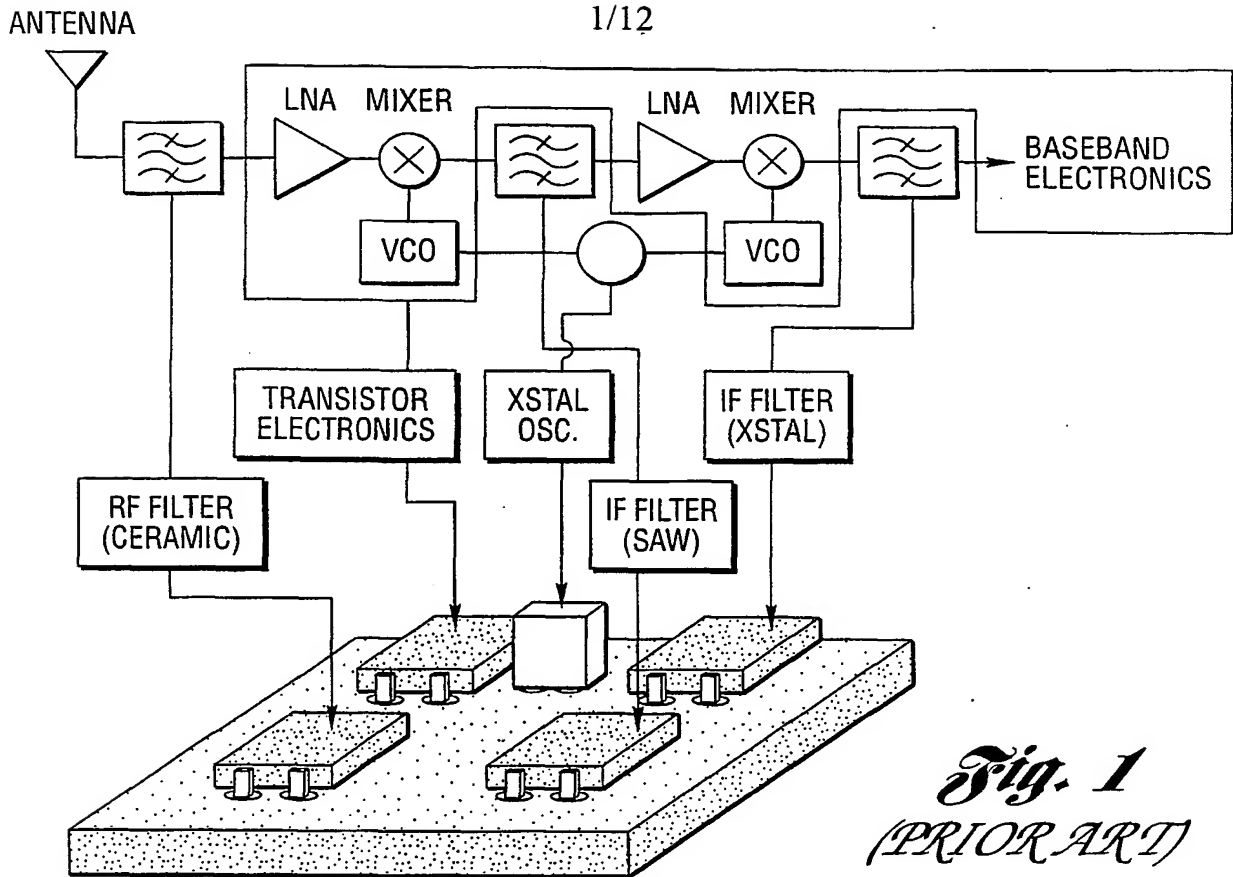 1/12
ANTENNA
LNA
MIXER
LNA
MIXER
BASEBAND
ELECTRONICS
VCO
VCO
TRANSISTOR
ELECTRONICS
XSTAL
OSC.
IF FILTER
(XSTAL)
RF FILTER
(CERAMIC)
IF FILTER
(SAW)
Fig. 1
(PRIOR ART)